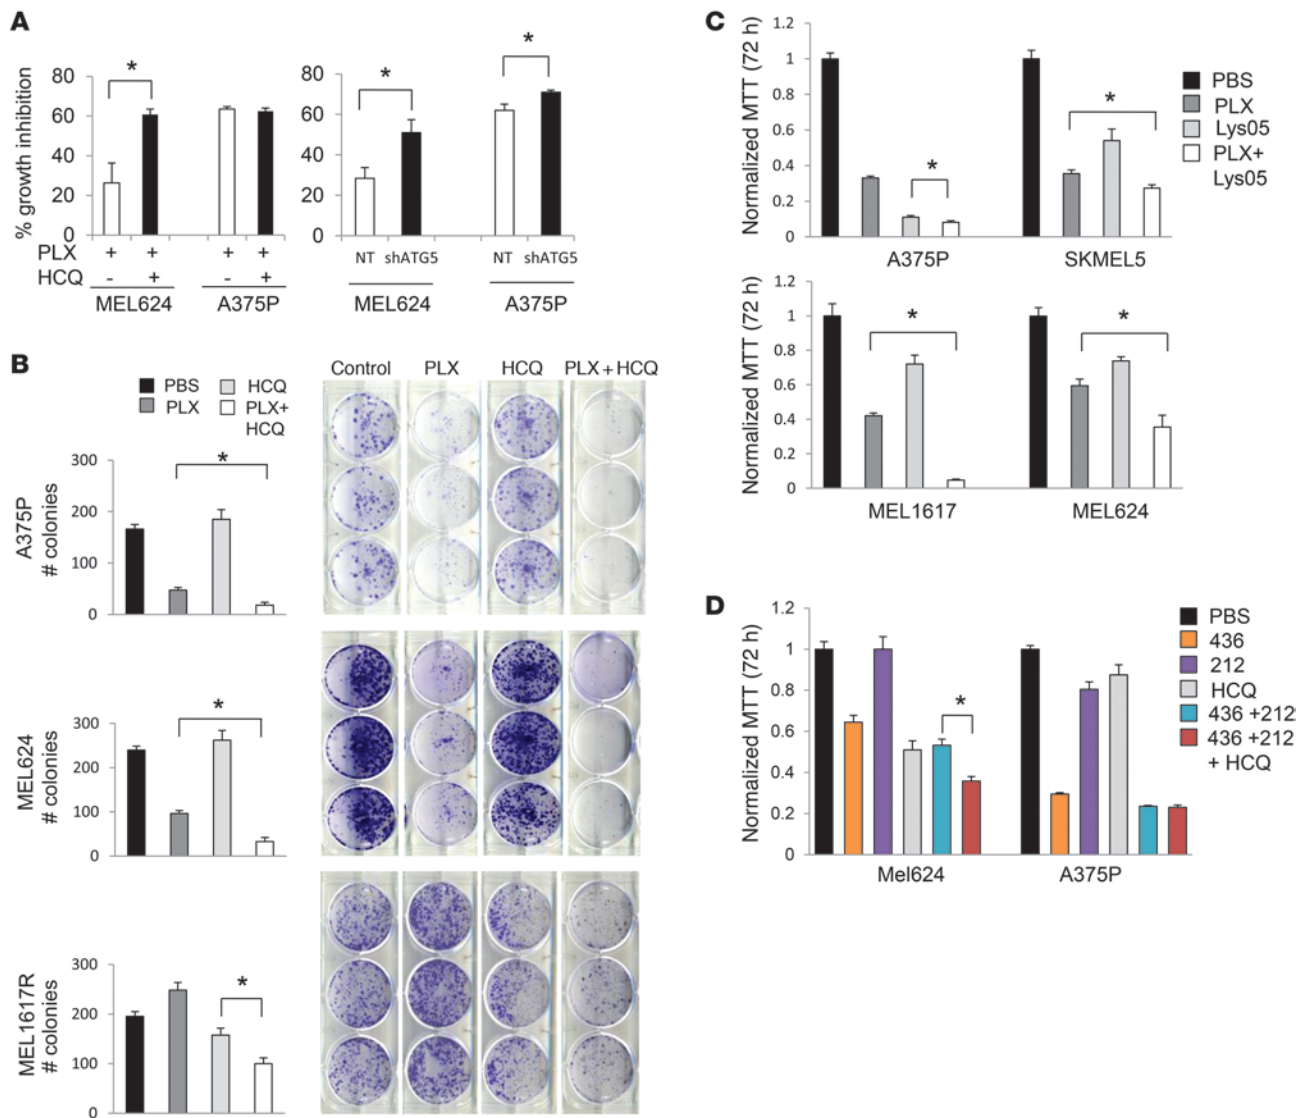 A
% growth inhibition
80
60
40
20
0
*
PLX + + + +
HCQ - + - +
MEL624 A375P
80
60
40
20
0
*
*
NT shATG5 NT shATG5
MEL624 A375P
B
PBS HCQ
PLX PLX+
HCQ
Control PLX HCQ PLX+HCQ
A375P
# colonies
300
200
100
0
*
MEL624
# colonies
300
200
100
0
*
MEL1617R
# colonies
300
200
100
0
*
C
Normalized MTT (72 h)
1.2
1
0.8
0.6
0.4
0.2
0
*
*
A375P SKMEL5
PBS
PLX
Lys05
PLX+
Lys05
Normalized MTT (72 h)
1.2
1
0.8
0.6
0.4
0.2
0
*
*
MEL1617 MEL624
D
Normalized MTT (72 h)
1.2
1
0.8
0.6
0.4
0.2
0
*
Mel624 A375P
PBS
436
212
HCQ
436 +212
436 +212
+ HCQ